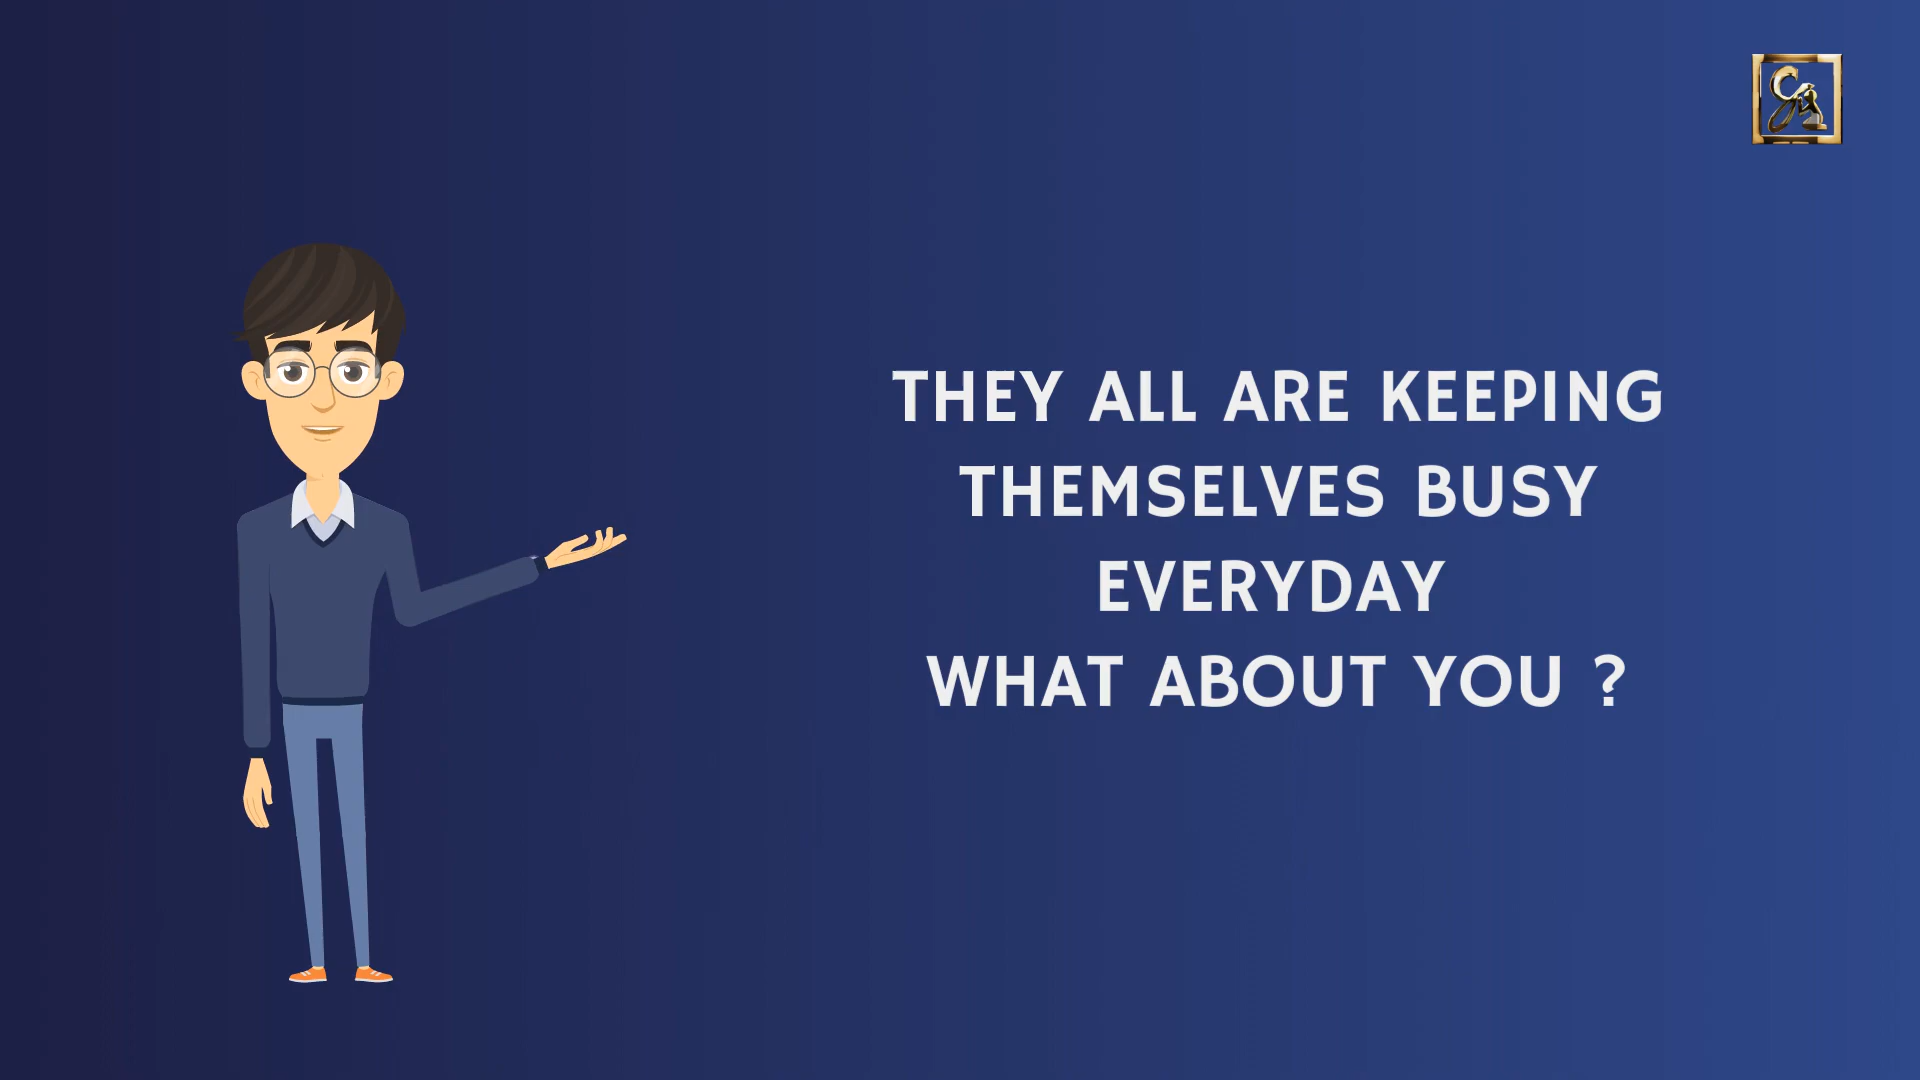 THEY ALL ARE KEEPING
THEMSELVES BUSY
EVERYDAY
WHAT ABOUT YOU ?